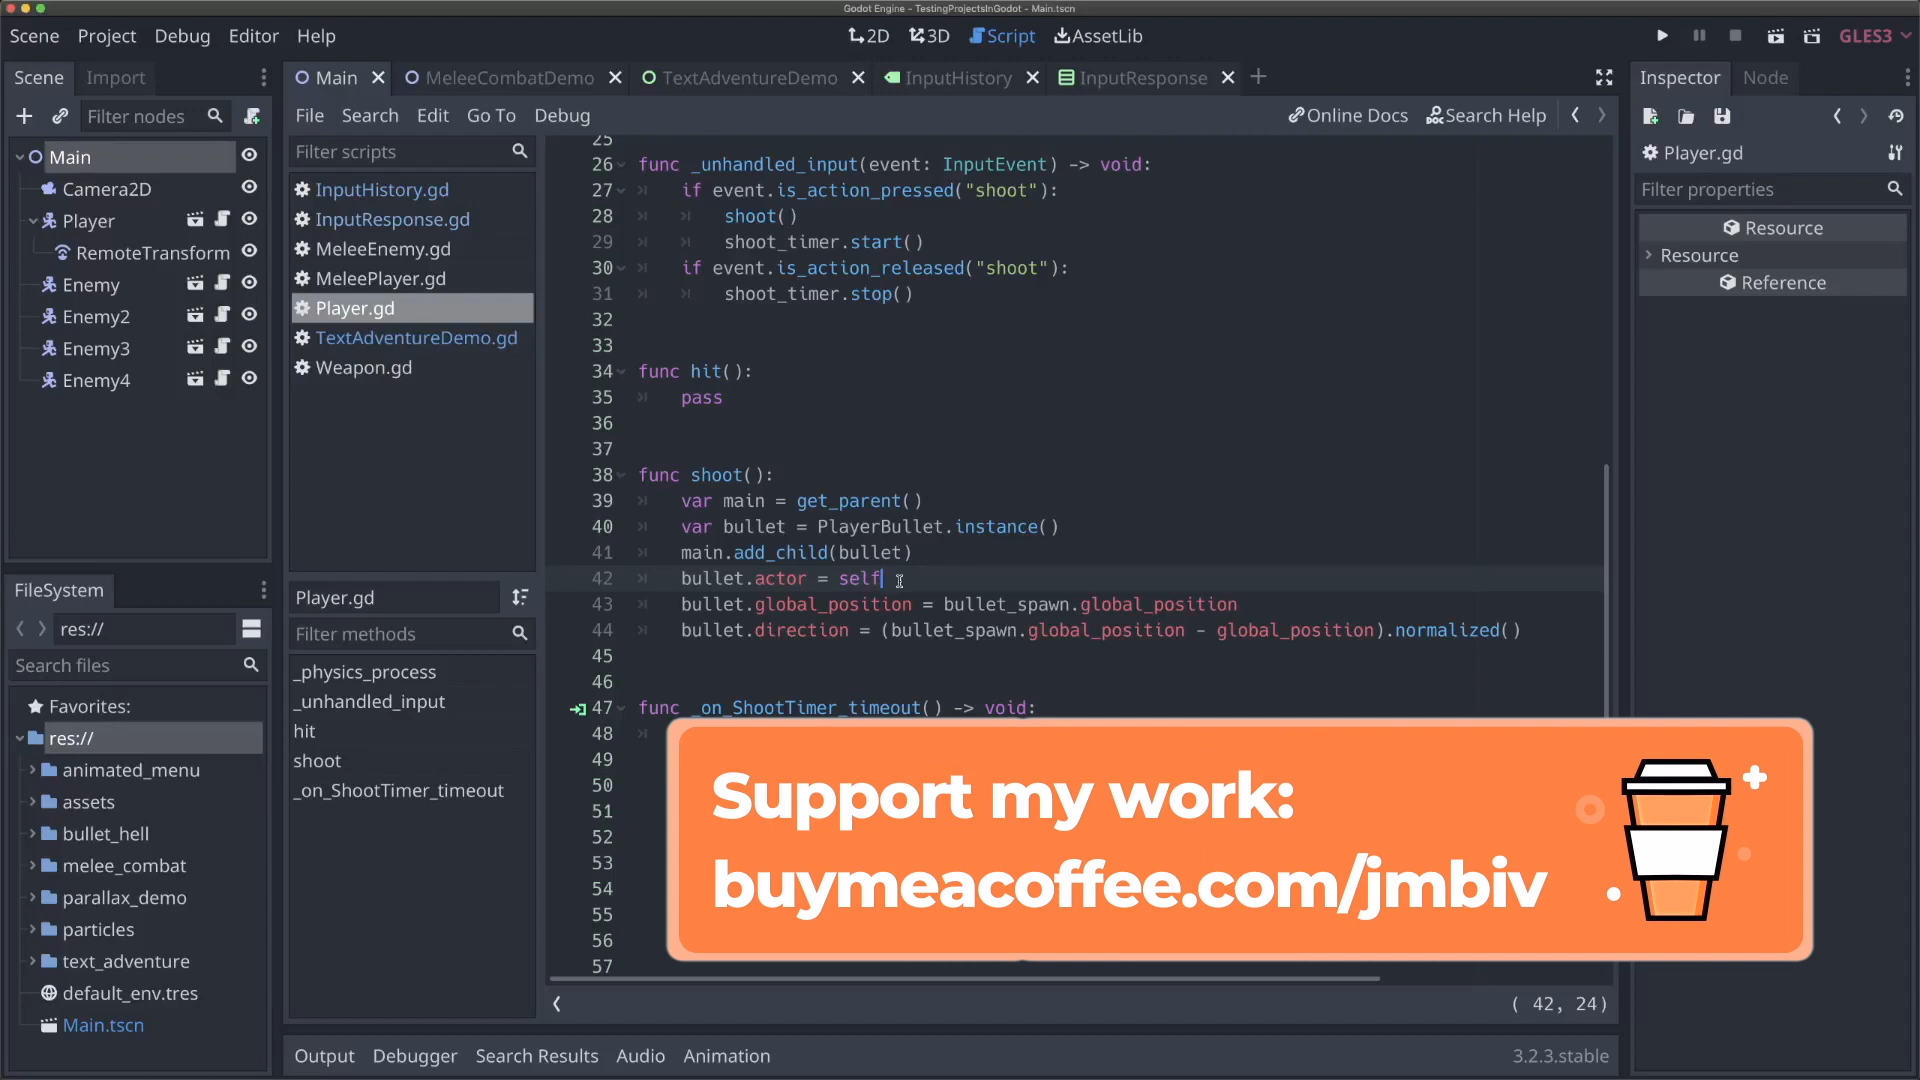 Godot Engine - TestingProjectsInGodot - Main.tscn
Scene Project Debug Editor Help
2D 3D Script AssetLib
GLES3
Scene Import
Main MeleeCombatDemo TextAdventureDemo InputHistory InputResponse
Inspector Node
Filter nodes
File Search Edit Go To Debug
Online Docs Search Help
Player.gd
Filter properties
Resource
Resource
Reference
Main
Camera2D
Player
RemoteTransform
Enemy
Enemy2
Enemy3
Enemy4
Filter scripts
InputHistory.gd
InputResponse.gd
MeleeEnemy.gd
MeleePlayer.gd
Player.gd
TextAdventureDemo.gd
Weapon.gd
25
26 func _unhandled_input(event: InputEvent) -> void:
27 if event.is_action_pressed("shoot"):
28 shoot()
29 shoot_timer.start()
30 if event.is_action_released("shoot"):
31 shoot_timer.stop()
32
33
34 func hit():
35 pass
36
37
38 func shoot():
39 var main = get_parent()
40 var bullet = PlayerBullet.instance()
41 main.add_child(bullet)
42 bullet.actor = self
43 bullet.global_position = bullet_spawn.global_position
44 bullet.direction = (bullet_spawn.global_position - global_position).normalized()
45
46
47 func _on_ShootTimer_timeout() -> void:
48
49
50
51
52
53
54
55
56
57
FileSystem
res://
Search files
Favorites:
res://
animated_menu
assets
bullet_hell
melee_combat
parallax_demo
particles
text_adventure
default_env.tres
Main.tscn
Player.gd
Filter methods
_physics_process
_unhandled_input
hit
shoot
_on_ShootTimer_timeout
Support my work:
buymeacoffee.com/jmbiv
( 42, 24)
Output Debugger Search Results Audio Animation
3.2.3.stable